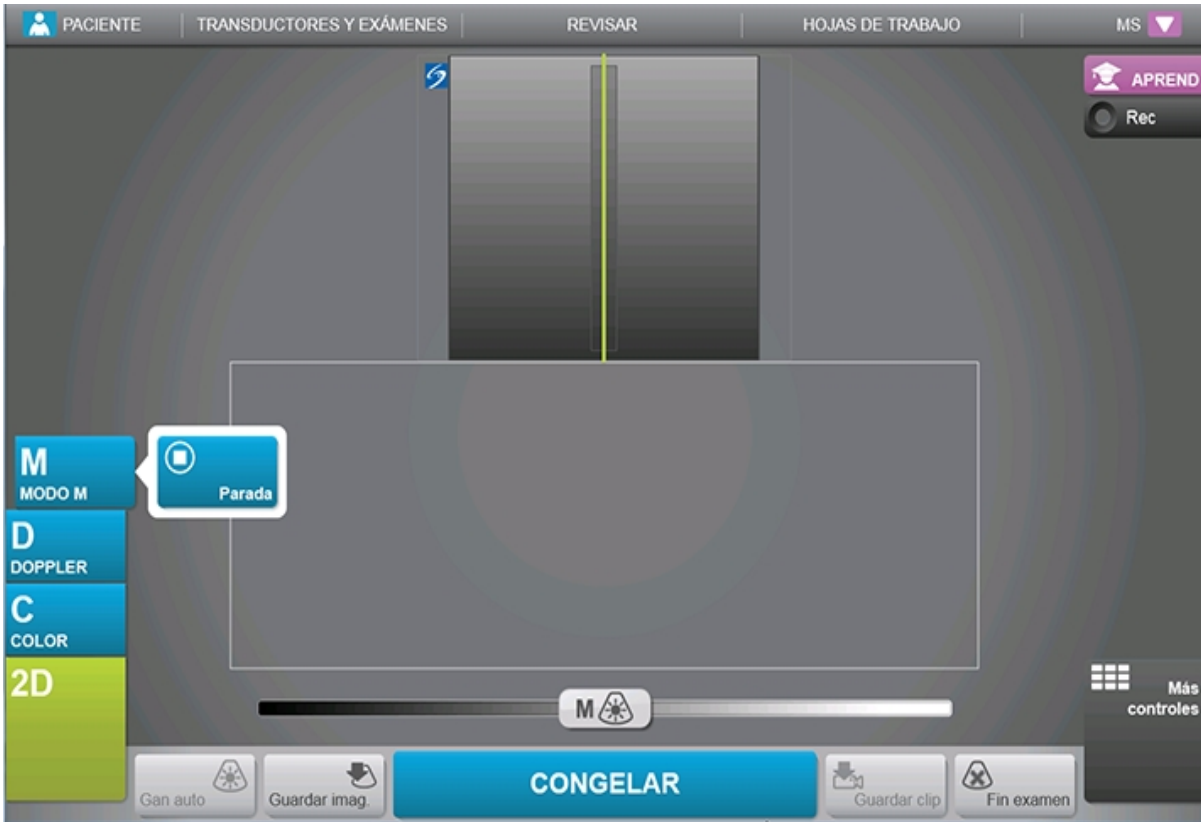 PACIENTE
TRANSDUCTORES Y EXÁMENES
REVISAR
HOJAS DE TRABAJO
MS
APREND
Rec
M
MODO M
Parada
D
DOPPLER
C
COLOR
2D
M
Más
controles
Gan auto
Guardar imag.
CONGELAR
Guardar clip
Fin examen